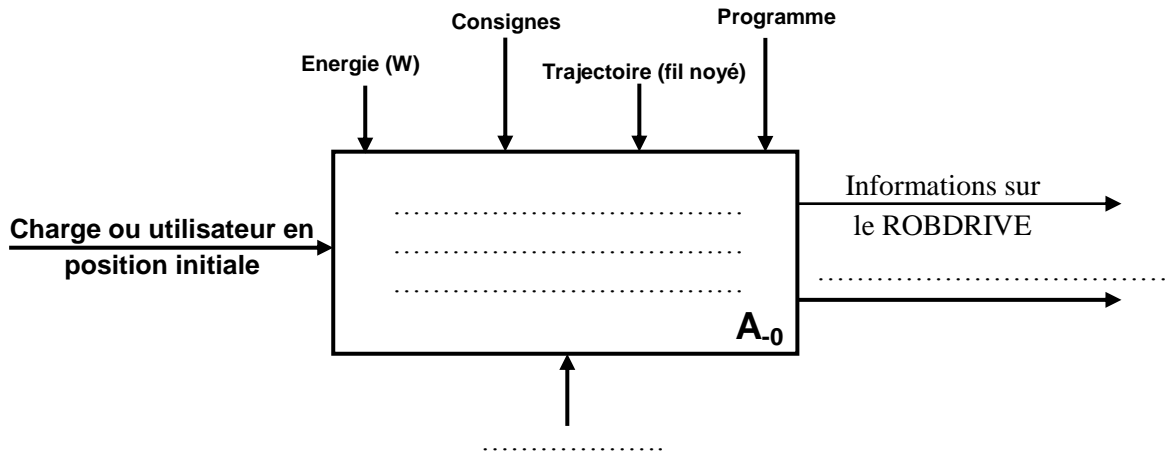 Programme
Consignes
Energie (W)
Trajectoire (fil noyé)
Informations sur
le ROBDRIVE
Charge ou utilisateur en
position initiale
...................................................
...................................................
...................................................
...................................................
A-0
..........................